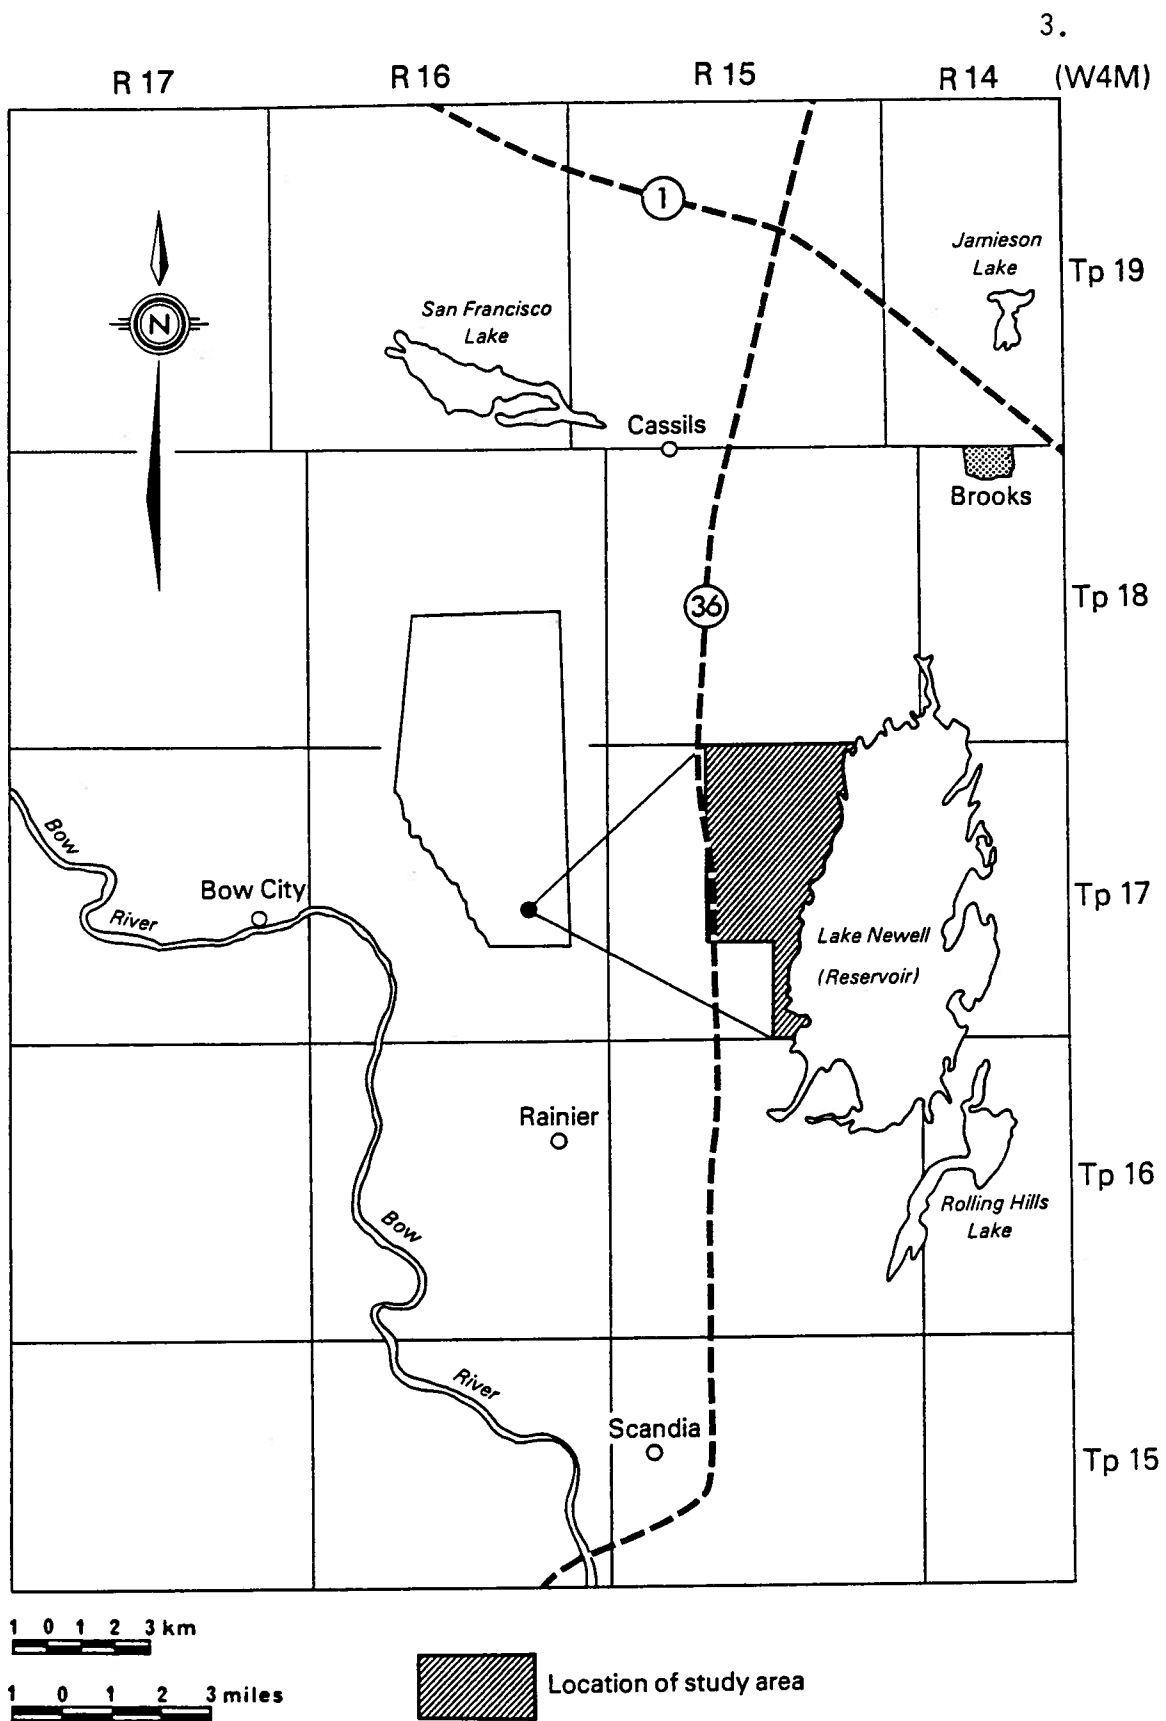 3.
R 17 R 16 R 15 R 14 (W4M)
1
Jamieson
Lake
Tp 19
San Francisco
Lake
N
Cassils
Brooks
36
Tp 18
Bow
River
Bow City
Tp 17
Lake Newell
(Reservoir)
Rainier
Tp 16
Rolling Hills
Lake
Bow
River
Scandia
Tp 15
1 0 1 2 3 km
1 0 1 2 3 miles
Location of study area